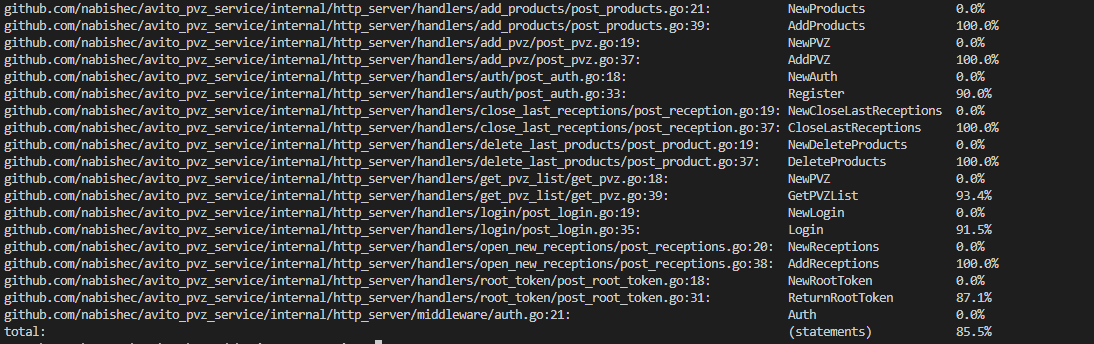 github.com/nabishec/avito_pvz_service/internal/http_server/handlers/add_products/post_products.go:21: NewProducts 0.0%
github.com/nabishec/avito_pvz_service/internal/http_server/handlers/add_products/post_products.go:39: AddProducts 100.0%
github.com/nabishec/avito_pvz_service/internal/http_server/handlers/add_pvz/post_pvz.go:19: NewPVZ 0.0%
github.com/nabishec/avito_pvz_service/internal/http_server/handlers/add_pvz/post_pvz.go:37: AddPVZ 100.0%
github.com/nabishec/avito_pvz_service/internal/http_server/handlers/auth/post_auth.go:18: NewAuth 0.0%
github.com/nabishec/avito_pvz_service/internal/http_server/handlers/auth/post_auth.go:33: Register 90.0%
github.com/nabishec/avito_pvz_service/internal/http_server/handlers/close_last_receptions/post_reception.go:19: NewCloseLastReceptions 0.0%
github.com/nabishec/avito_pvz_service/internal/http_server/handlers/close_last_receptions/post_reception.go:37: CloseLastReceptions 100.0%
github.com/nabishec/avito_pvz_service/internal/http_server/handlers/delete_last_products/post_product.go:19: NewDeleteProducts 0.0%
github.com/nabishec/avito_pvz_service/internal/http_server/handlers/delete_last_products/post_product.go:37: DeleteProducts 100.0%
github.com/nabishec/avito_pvz_service/internal/http_server/handlers/get_pvz_list/get_pvz.go:18: NewPVZ 0.0%
github.com/nabishec/avito_pvz_service/internal/http_server/handlers/get_pvz_list/get_pvz.go:39: GetPVZList 93.4%
github.com/nabishec/avito_pvz_service/internal/http_server/handlers/login/post_login.go:19: NewLogin 0.0%
github.com/nabishec/avito_pvz_service/internal/http_server/handlers/login/post_login.go:35: Login 91.5%
github.com/nabishec/avito_pvz_service/internal/http_server/handlers/open_new_receptions/post_receptions.go:20: NewReceptions 0.0%
github.com/nabishec/avito_pvz_service/internal/http_server/handlers/open_new_receptions/post_receptions.go:38: AddReceptions 100.0%
github.com/nabishec/avito_pvz_service/internal/http_server/handlers/root_token/post_root_token.go:18: NewRootToken 0.0%
github.com/nabishec/avito_pvz_service/internal/http_server/handlers/root_token/post_root_token.go:31: ReturnRootToken 87.1%
github.com/nabishec/avito_pvz_service/internal/http_server/middleware/auth.go:21: Auth 0.0%
total: (statements) 85.5%